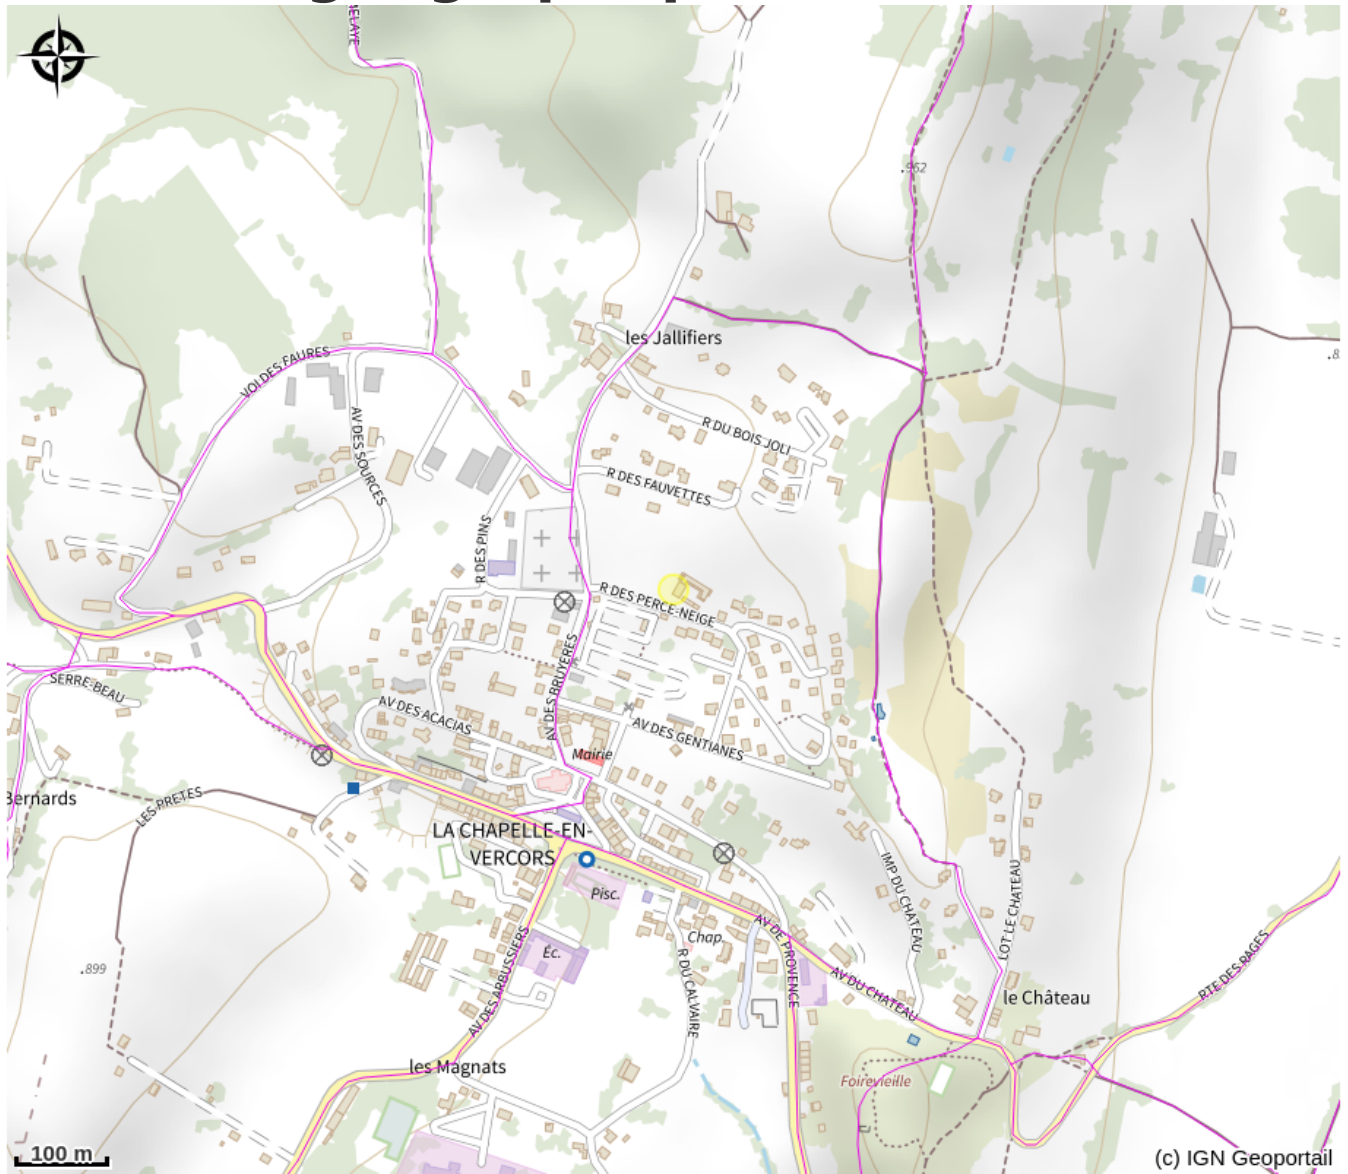 .962
les Jallifiers
VOI DES FAURES
AV DES SOURCES
R DU BOIS JOLI
R DES FAUVETTES
R DES PINS
R DES PERCE-NEIGE
AV DES BRUYERES
SERRE-BEAU
AV DES ACACIAS
AV DES GENTIANES
Mairie
Bernards
LES PRETES
LA CHAPELLE-EN-
VERCORS
Pisc.
IMP DU CHATEAU
LOT LE CHATEAU
Chap.
Éc.
AV DES ARBUSSIERS
R DU CALVAIRE
AV DE PROVENCE
AV DU CHATEAU
RTE DES PAGES
.899
le Château
les Magnats
Foirevieille
100 m
(c) IGN Geoportail